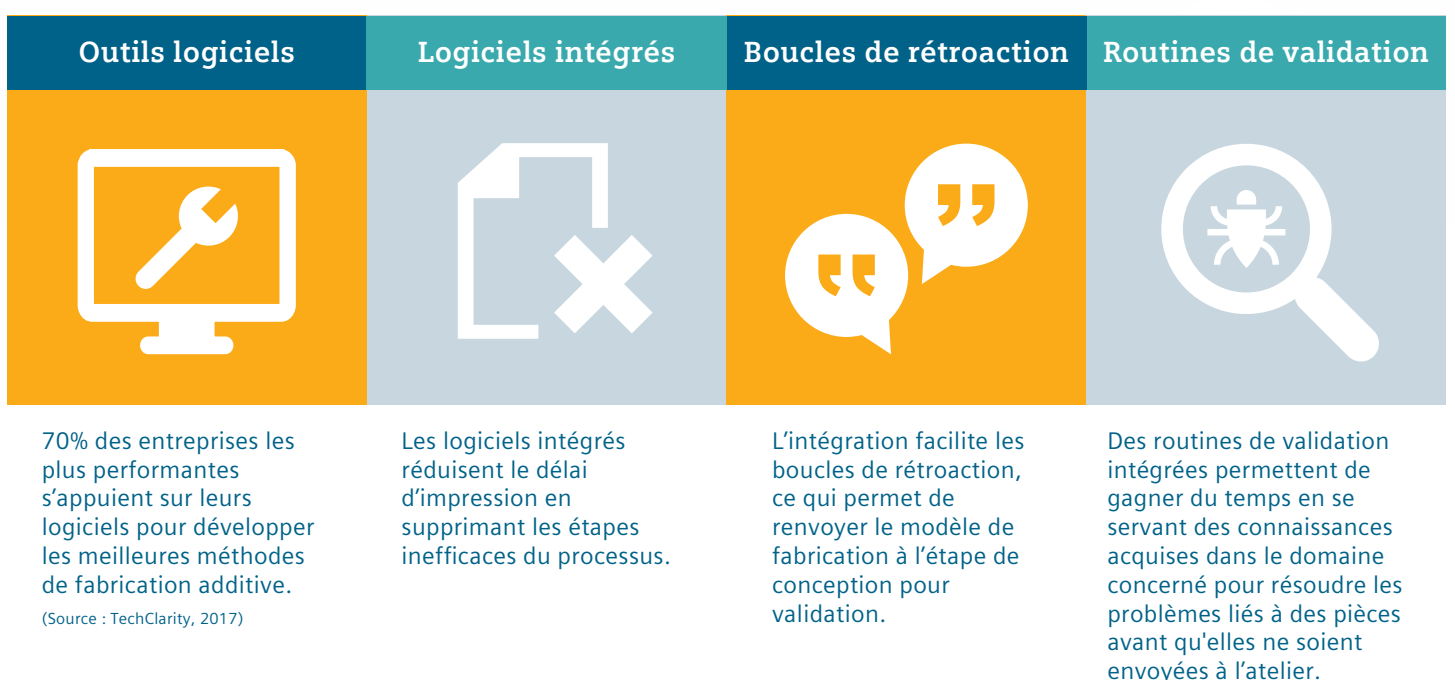 Outils logiciels
Logiciels intégrés
Boucles de rétroaction
Routines de validation
70% des entreprises les
plus performantes
s’appuient sur leurs
logiciels pour développer
les meilleures méthodes
de fabrication additive.
(Source : TechClarity, 2017)
Les logiciels intégrés
réduisent le délai
d’impression en
supprimant les étapes
inefficaces du processus.
L’intégration facilite les
boucles de rétroaction,
ce qui permet de
renvoyer le modèle de
fabrication à l’étape de
conception pour
validation.
Des routines de validation
intégrées permettent de
gagner du temps en se
servant des connaissances
acquises dans le domaine
concerné pour résoudre les
problèmes liés à des pièces
avant qu'elles ne soient
envoyées à l’atelier.